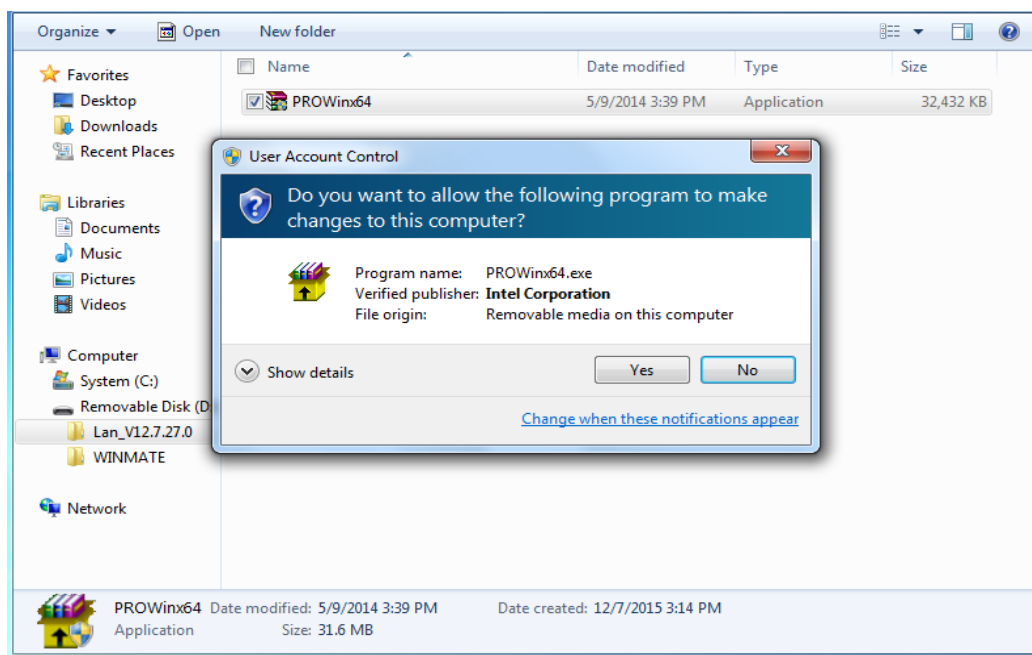 Organize Open New folder
Favorites
Desktop
Downloads
Recent Places
Libraries
Documents
Music
Pictures
Videos
Computer
System (C:)
Removable Disk (D
Lan_V12.7.27.0
WINMATE
Network
Name Date modified Type Size
PROWinx64 5/9/2014 3:39 PM Application 32,432 KB
User Account Control
Do you want to allow the following program to make
changes to this computer?
Program name: PROWinx64.exe
Verified publisher: Intel Corporation
File origin: Removable media on this computer
Show details Yes No
Change when these notifications appear
PROWinx64 Date modified: 5/9/2014 3:39 PM Date created: 12/7/2015 3:14 PM
Application Size: 31.6 MB